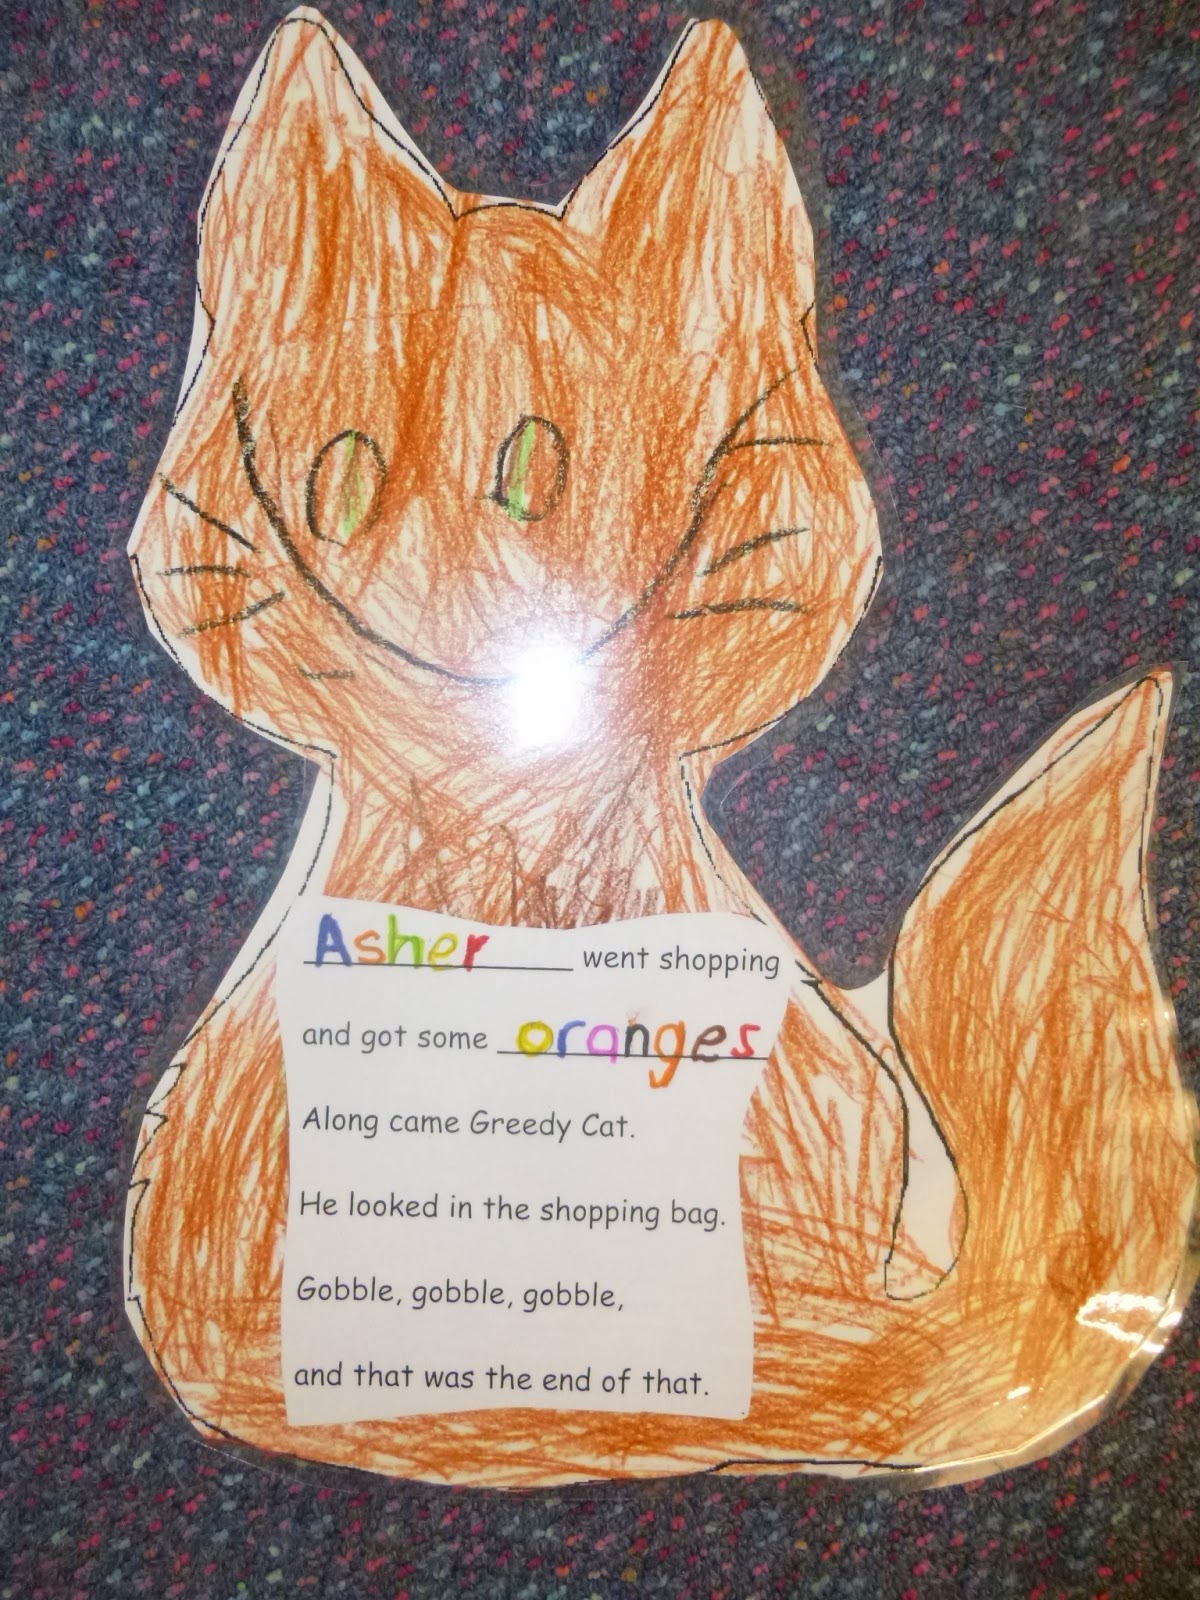 Asher went shopping
and got some oranges
Along came Greedy Cat.
He looked in the shopping bag.
Gobble, gobble, gobble,
and that was the end of that.